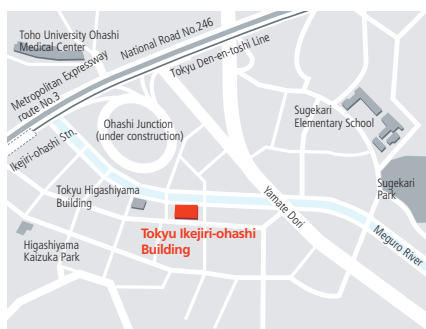 Toho University Ohashi
Medical Center
National Road No.246
Metropolitan Expressway
route No.3
Tokyu Den-en-toshi Line
Ikejiri-ohashi Stn.
Ohashi Junction
(under construction)
Sugekari
Elementary School
Tokyu Higashiyama
Building
Yamate Dori
Sugekari
Park
Tokyu Ikejiri-ohashi
Building
Higashiyama
Kaizuka Park
Meguro River